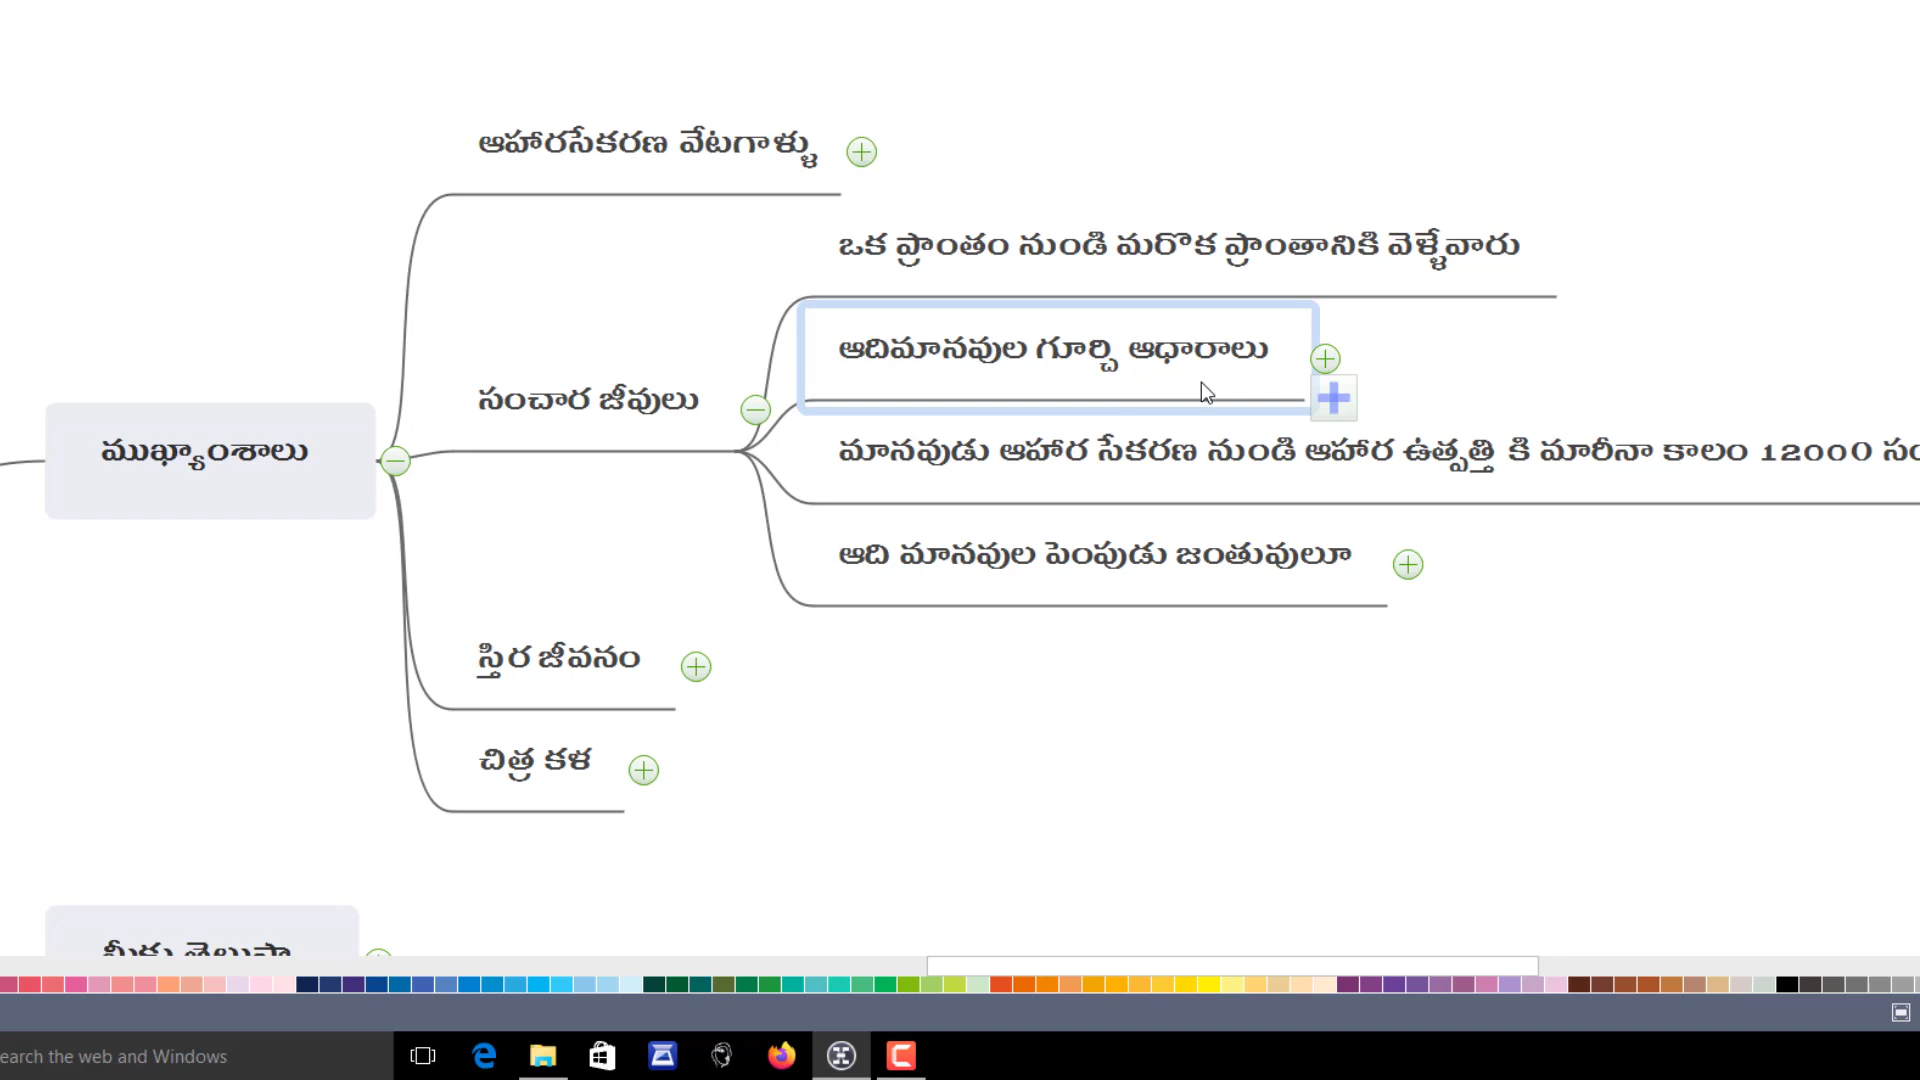 ఆహారసేకరణ వేటగాళ్ళు
ఒక ప్రాంతం నుండి మరొక ప్రాంతానికి వెళ్ళేవారు
ఆదిమానవుల గూర్చి ఆధారాలు
సంచార జీవులు
ముఖ్యాంశాలు
మానవుడు ఆహార సేకరణ నుండి ఆహార ఉత్పత్తి కి మారీనా కాలం 12000
ఆది మానవుల పెంపుడు జంతువులూ
స్తిర జీవనం
చిత్ర కళ
మీకు తెలుసా
earch the web and Windows